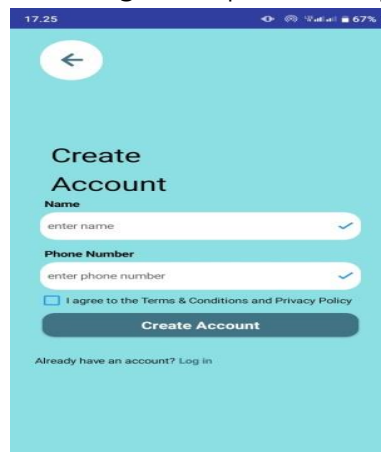 17.25
67%
Create
Account
Name
enter name
Phone Number
enter phone number
I agree to the Terms & Conditions and Privacy Policy
Create Account
Already have an account? Log in